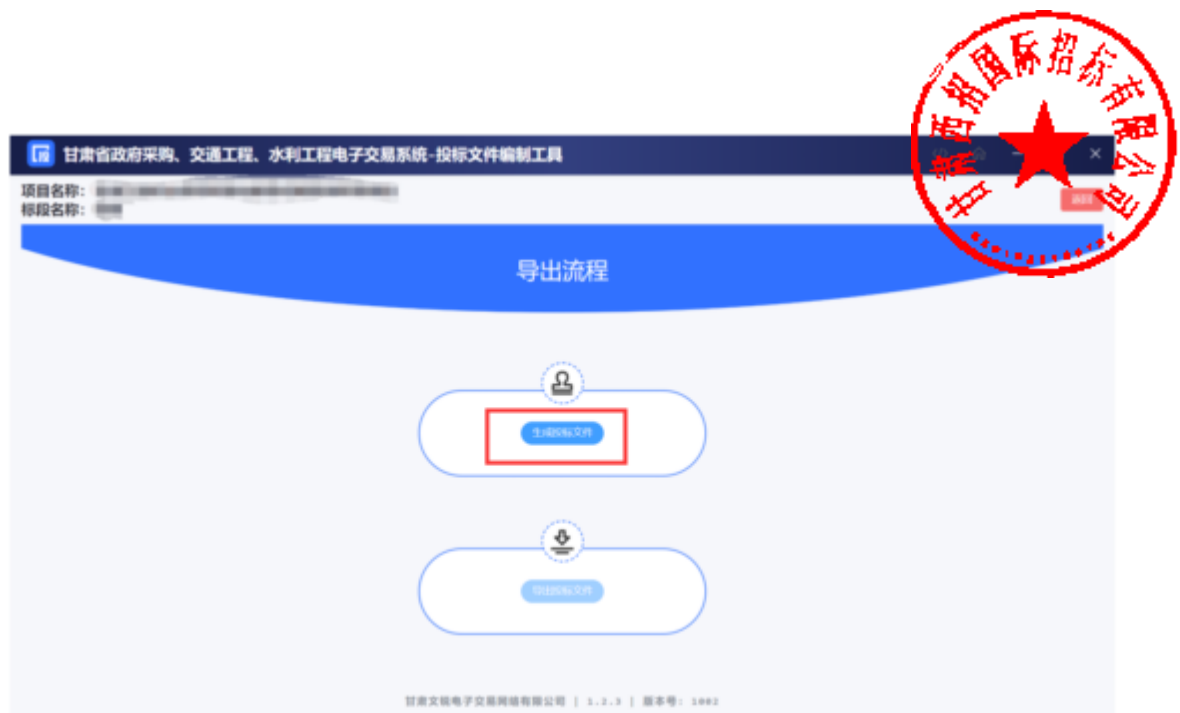 甘肃西招国际招标有限公司
甘肃省政府采购、交通工程、水利工程电子交易系统-投标文件编制工具
项目名称：
标段名称：
返回
导出流程
生成投标文件
导出投标文件
甘肃文锐电子交易网络有限公司 | 1.2.3 | 版本号: 1002